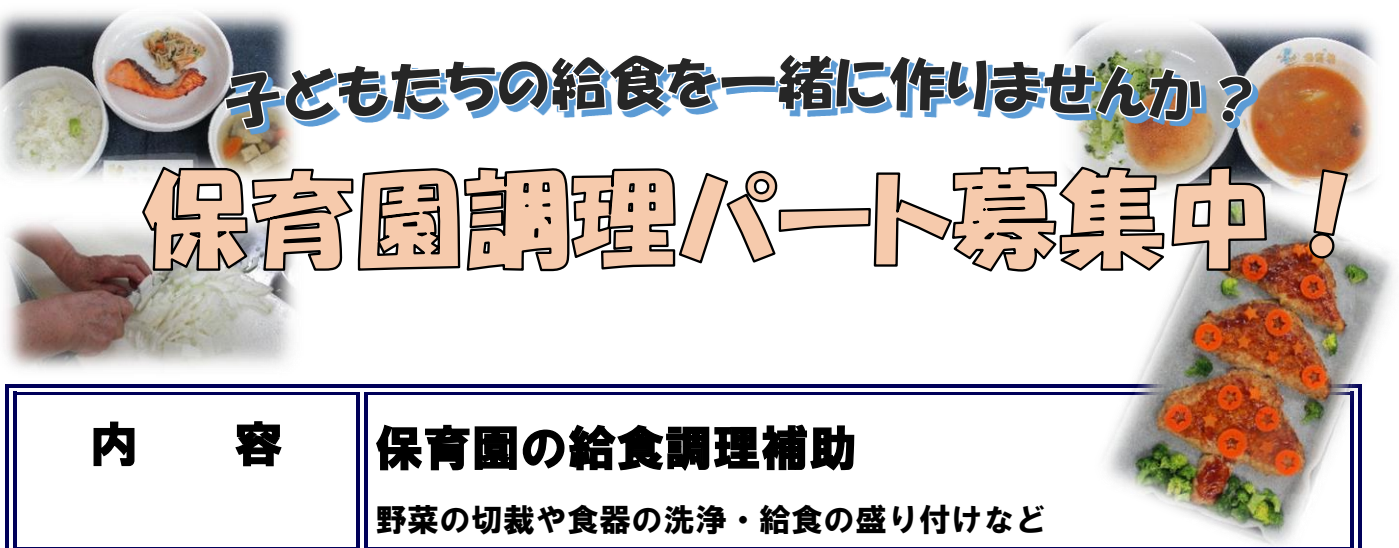 子どもたちの給食を一緒に作りませんか？
保育園調理パート募集中！
内　　容
保育園の給食調理補助
野菜の切裁や食器の洗浄・給食の盛り付けなど